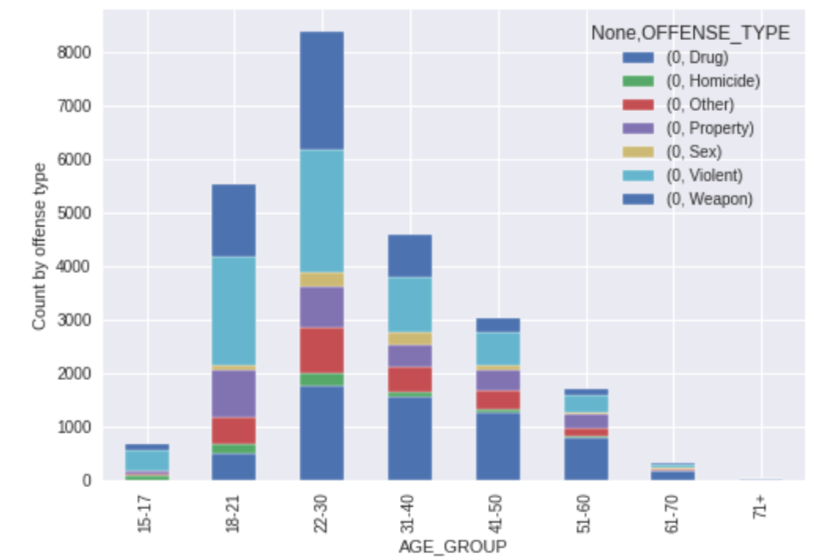 None,OFFENSE_TYPE
(0, Drug)
(0, Homicide)
(0, Other)
(0, Property)
(0, Sex)
(0, Violent)
(0, Weapon)
8000
7000
6000
5000
4000
3000
2000
1000
0
Count by offense type
15-17
18-21
22-30
31-40
41-50
51-60
61-70
71+
AGE_GROUP